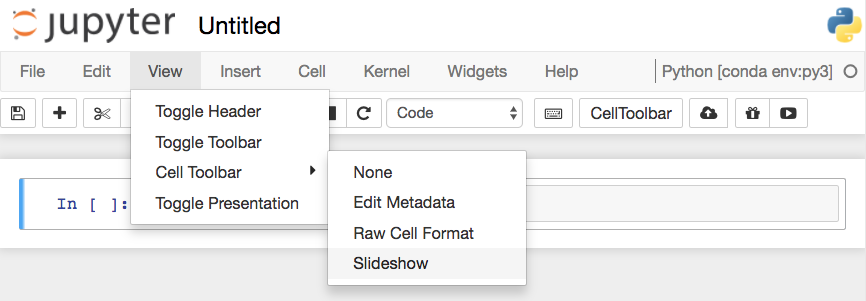 jupyter Untitled
File Edit View Insert Cell Kernel Widgets Help Python [conda env:py3]
Toggle Header
Code CellToolbar
Toggle Toolbar
Cell Toolbar
None
Edit Metadata
Raw Cell Format
Slideshow
Toggle Presentation
In [ ]: